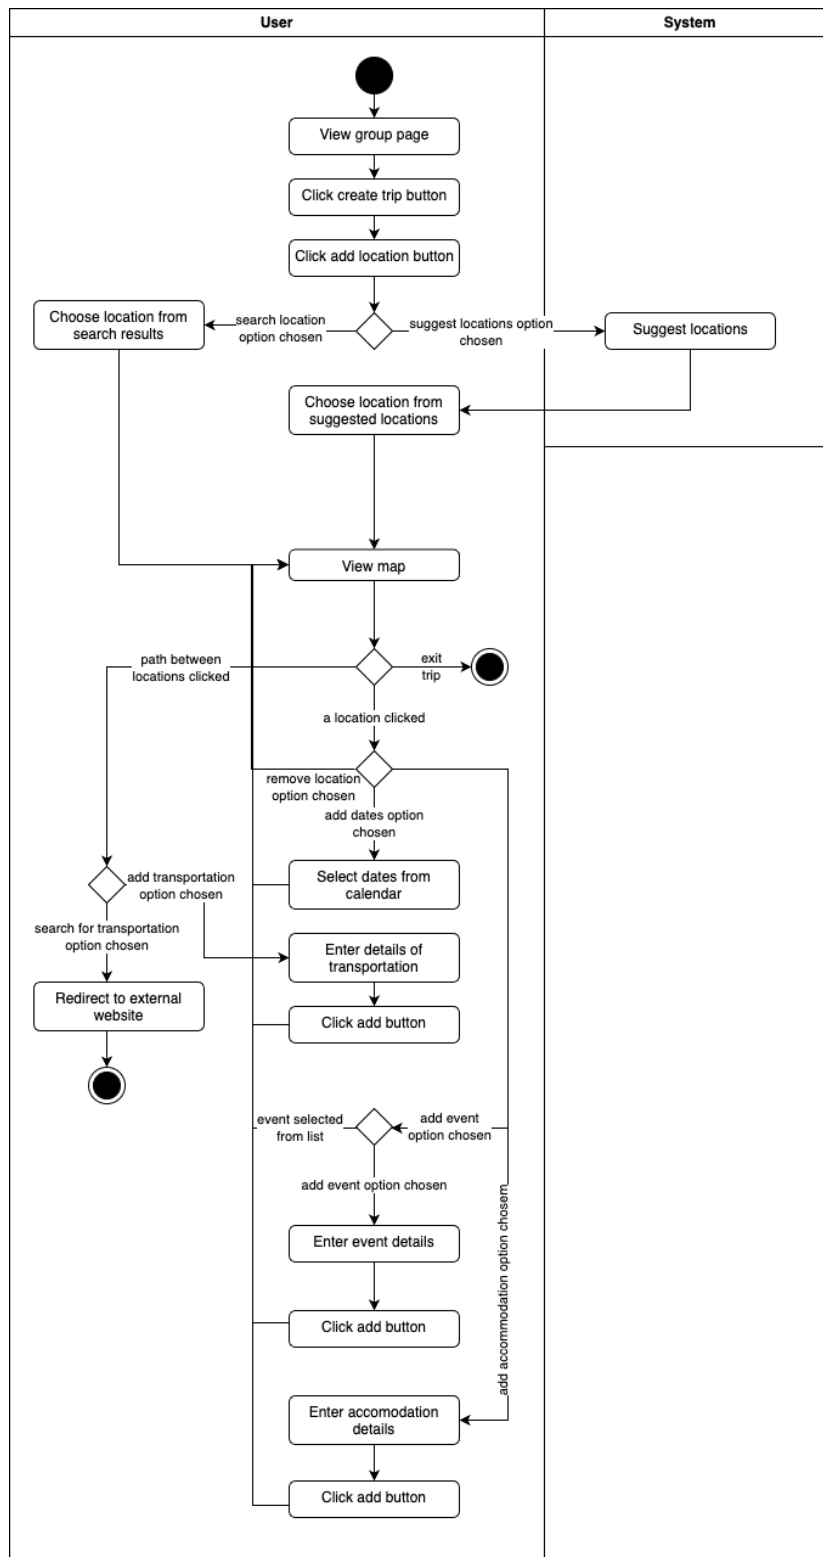 User
System
View group page
Click create trip button
Click add location button
Choose location from
search results
search location
option chosen
suggest locations option
chosen
Suggest locations
Choose location from
suggested locations
View map
path between
locations clicked
exit
trip
a location clicked
remove location
option chosen
add dates option
chosen
Select dates from
calendar
add transportation
option chosen
search for transportation
option chosen
Enter details of
transportation
Redirect to external
website
Click add button
event selected
from list
add event
option chosen
add event option chosen
Enter event details
Click add button
add accommodation option chosem
Enter accomodation
details
Click add button